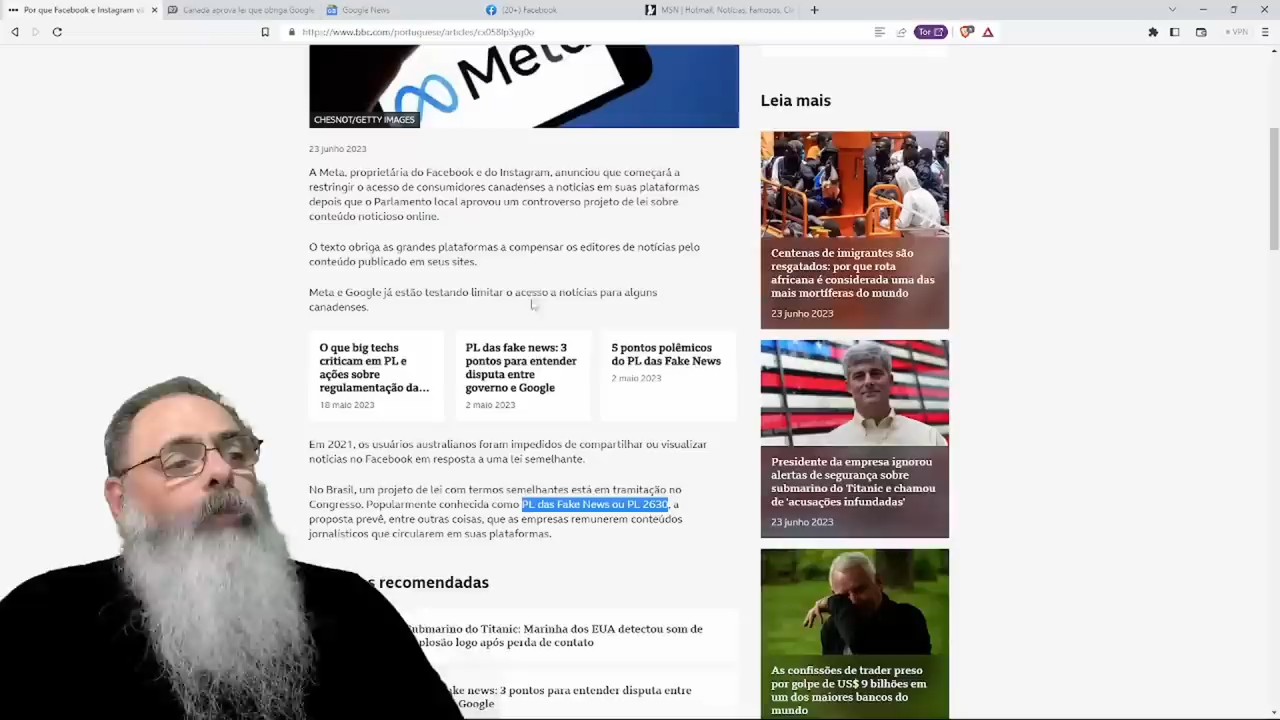 Por que Facebook e Instagram v
Canadá aprova lei que obriga Google
Google News
(20+) Facebook
MSN | Hotmail, Notícias, Famosos, C
https://www.bbc.com/portuguese/articles/cx058lp3yq0o
Tor
VPN
Meta
CHESNOT/GETTY IMAGES
23 junho 2023
A Meta, proprietária do Facebook e do Instagram, anunciou que começará a
restringir o acesso de consumidores canadenses a notícias em suas plataformas
depois que o Parlamento local aprovou um controverso projeto de lei sobre
conteúdo noticioso online.
O texto obriga as grandes plataformas a compensar os editores de notícias pelo
conteúdo publicado em seus sites.
Meta e Google já estão testando limitar o acesso a notícias para alguns
canadenses.
O que big techs
criticam em PL e
ações sobre
regulamentação da...
18 maio 2023
PL das fake news: 3
pontos para entender
disputa entre
governo e Google
2 maio 2023
5 pontos polêmicos
do PL das Fake News
2 maio 2023
Em 2021, os usuários australianos foram impedidos de compartilhar ou visualizar
notícias no Facebook em resposta a uma lei semelhante.
No Brasil, um projeto de lei com termos semelhantes está em tramitação no
Congresso. Popularmente conhecida como PL das Fake News ou PL 2630, a
proposta prevê, entre outras coisas, que as empresas remunerem conteúdos
jornalísticos que circularem em suas plataformas.
s recomendadas
ubmarino do Titanic: Marinha dos EUA detectou som de
plosão logo após perda de contato
ke news: 3 pontos para entender disputa entre
Google
Leia mais
Centenas de imigrantes são
resgatados: por que rota
africana é considerada uma das
mais mortíferas do mundo
23 junho 2023
Presidente da empresa ignorou
alertas de segurança sobre
submarino do Titanic e chamou
de 'acusações infundadas'
23 junho 2023
As confissões de trader preso
por golpe de US$ 9 bilhões em
um dos maiores bancos do
mundo